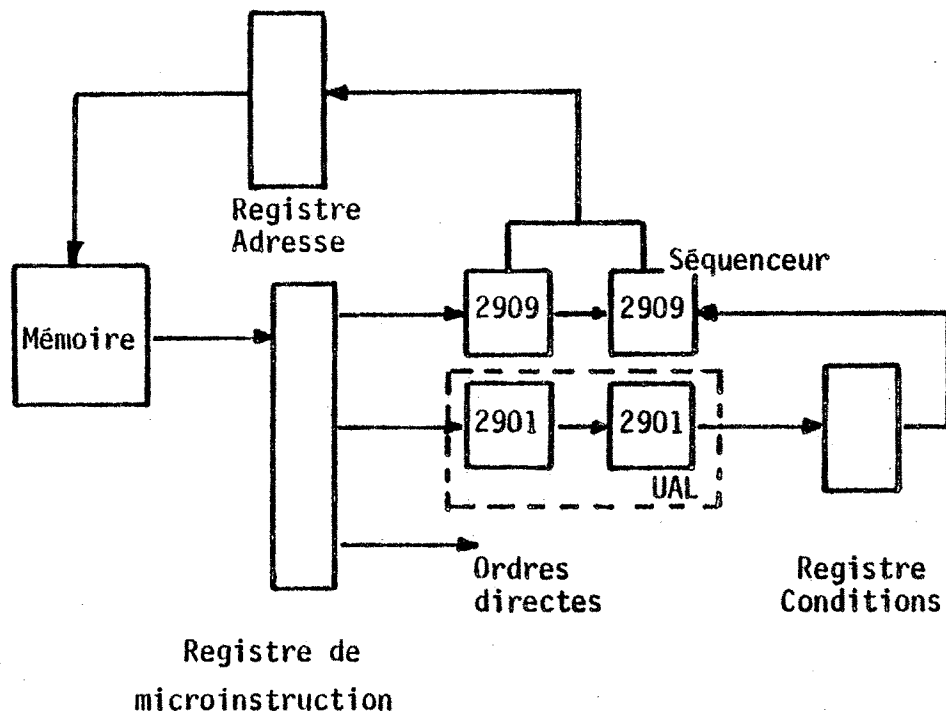 Registre
Adresse
Séquenceur
Mémoire
2909
2909
2901
2901
UAL
Ordres
directes
Registre
Conditions
Registre de
microinstruction